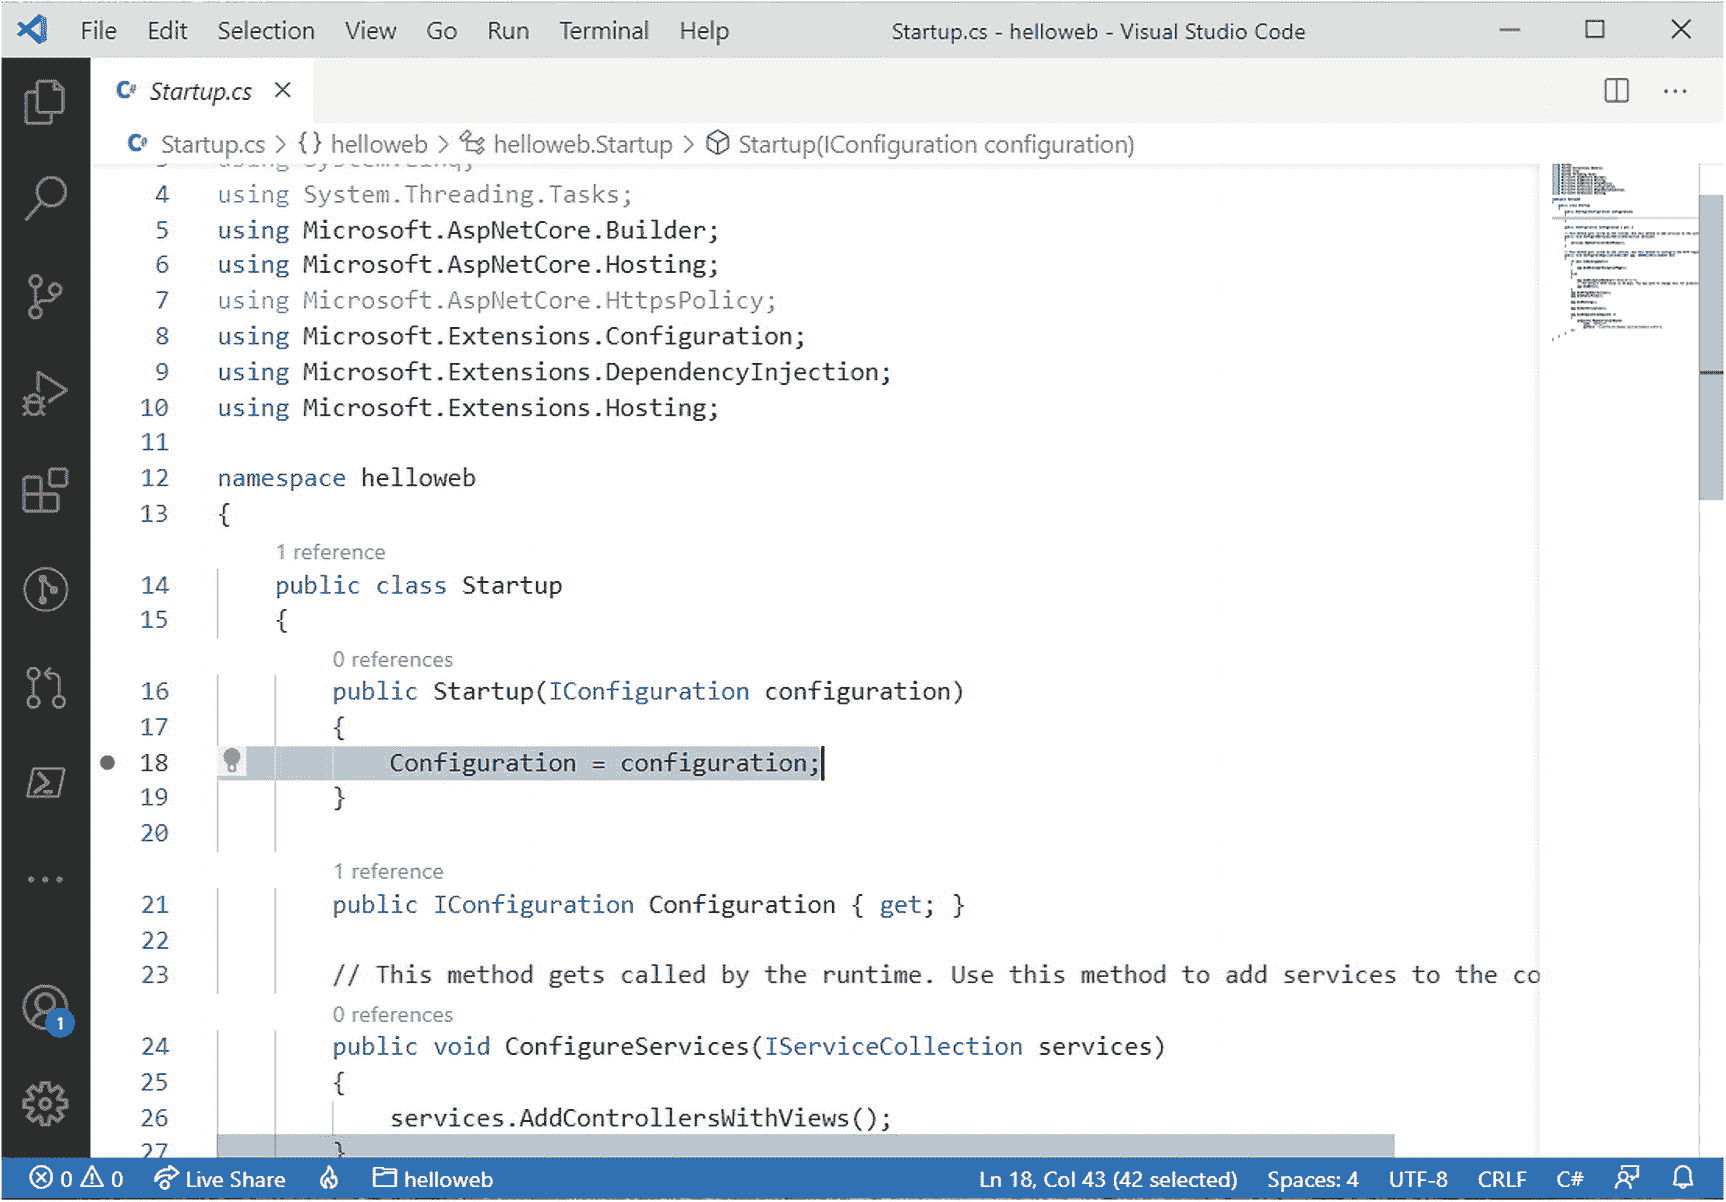 File Edit Selection View Go Run Terminal Help Startup.cs - helloweb - Visual Studio Code
C# Startup.cs
C# Startup.cs > {} helloweb > helloweb.Startup > Startup(IConfiguration configuration)
using System.Linq;
4 using System.Threading.Tasks;
5 using Microsoft.AspNetCore.Builder;
6 using Microsoft.AspNetCore.Hosting;
7 using Microsoft.AspNetCore.HttpsPolicy;
8 using Microsoft.Extensions.Configuration;
9 using Microsoft.Extensions.DependencyInjection;
10 using Microsoft.Extensions.Hosting;
11
12 namespace helloweb
13 {
1 reference
14 public class Startup
15 {
0 references
16 public Startup(IConfiguration configuration)
17 {
18 Configuration = configuration;
19 }
20
1 reference
21 public IConfiguration Configuration { get; }
22
23 // This method gets called by the runtime. Use this method to add services to the co
0 references
24 public void ConfigureServices(IServiceCollection services)
25 {
26 services.AddControllersWithViews();
27 }
1
0 0 Live Share helloweb Ln 18, Col 43 (42 selected) Spaces: 4 UTF-8 CRLF C#